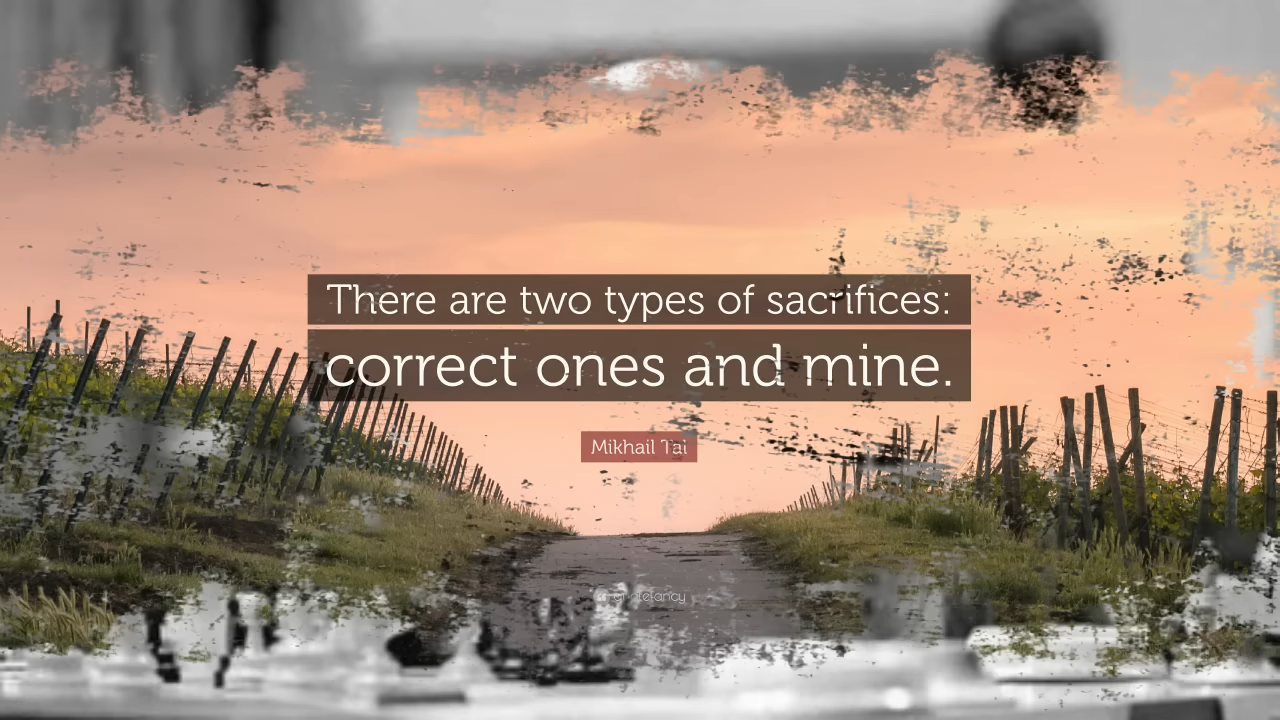 There are two types of sacrifices:
correct ones and mine.
Mikhail Tal